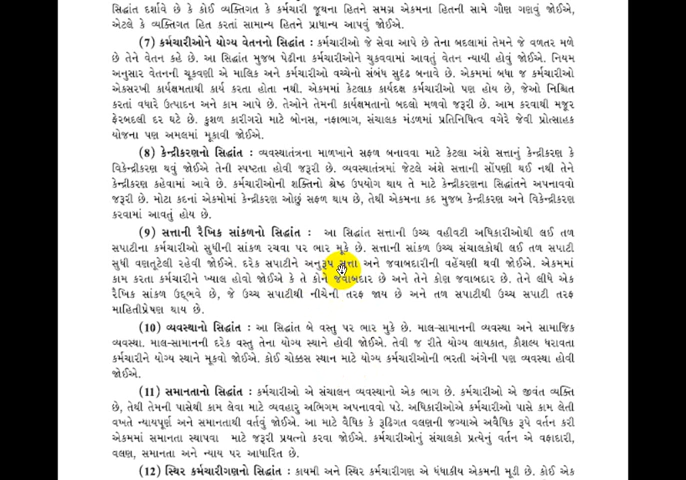 સિદ્ધાંત દર્શાવે છે કે કોઈ વ્યક્તિગત કે કર્મચારી જૂથના હિતને સમગ્ર એકમના હિતની સામે ગૌણ ગણવું જોઈએ,
એટલે કે વ્યક્તિગત હિત કરતાં સામાન્ય હિતને પ્રાધાન્ય આપવું જોઈએ.
(7) કર્મચારીઓને યોગ્ય વેતનનો સિદ્ધાંત : કર્મચારીઓ જે સેવા આપે છે તેના બદલામાં તેમને જે વળતર મળે
છે તેને વેતન કહે છે. આ સિદ્ધાંત મુજબ પેઢીના કર્મચારીઓને ચુકવવામાં આવતું વેતન ન્યાયી હોવું જોઈએ. નિયમ
અનુસાર વેતનની ચૂકવણી એ માલિક અને કર્મચારીઓ વચ્ચેનો સંબંધ સુદઢ બનાવે છે. એકમમાં બધા જ કર્મચારીઓ
એકસરખી કાર્યક્ષમતાથી કાર્ય કરતા હોતા નથી. એકમમાં કેટલાક કાર્યદક્ષ કર્મચારીઓ પણ હોય છે, જેઓ નિશ્ચિત
કરતાં વધારે ઉત્પાદન અને કામ આપે છે. તેઓને તેમની કાર્યક્ષમતાનો બદલો મળવો જરૂરી છે. આમ કરવાથી મજૂર
ફેરબદલી દર ઘટે છે. કુશળ કારીગરો માટે બોનસ, નફાભાગ, સંચાલક મંડળમાં પ્રતિનિધિત્વ વગેરે જેવી પ્રોત્સાહક
યોજના પણ અમલમાં મૂકાવી જોઈએ.
(8) કેન્દ્રીકરણનો સિદ્ધાંત : વ્યવસ્થાતંત્રના માળખાને સફળ બનાવવા માટે કેટલા અંશે સત્તાનું કેન્દ્રીકરણ કે
વિકેન્દ્રીકરણ થવું જોઈએ તેની સ્પષ્ટતા હોવી જરૂરી છે. વ્યવસ્થાતંત્રમાં જેટલે અંશે સત્તાની સોંપણી થઈ નથી તેને
કેન્દ્રીકરણ કહેવામાં આવે છે. કર્મચારીઓની શક્તિનો શ્રેષ્ઠ ઉપયોગ થાય તે માટે કેન્દ્રીકરણના સિદ્ધાંતને અપનાવવો
જરૂરી છે. મોટા કદનાં એકમોમાં કેન્દ્રીકરણ ઓછું સફળ થાય છે, તેથી એકમના કદ મુજબ કેન્દ્રીકરણ અને વિકેન્દ્રીકરણ
કરવામાં આવતું હોય છે.
(9) સત્તાની રૈખિક સાંકળનો સિદ્ધાંત : આ સિદ્ધાંત સત્તાની ઉચ્ચ વહીવટી અધિકારીઓથી લઈ તળ
સપાટીના કર્મચારીઓ સુધીની સાંકળ રચવા પર ભાર મૂકે છે. સત્તાની સાંકળ ઉચ્ચ સંચાલકોથી લઈ તળ સપાટી
સુધી વણતૂટેલી રહેવી જોઈએ. દરેક સપાટીને અનુરૂપ સત્તા અને જવાબદારીની વહેંચણી થવી જોઈએ. એકમમાં
કામ કરતા કર્મચારીને ખ્યાલ હોવો જોઈએ કે તે કોને જવાબદાર છે અને તેને કોણ જવાબદાર છે. તેને લીધે એક
રૈખિક સાંકળ ઉદ્ભવે છે, જે ઉચ્ચ સપાટીથી નીચેની તરફ જાય છે અને તળ સપાટીથી ઉચ્ચ સપાટી તરફ
માહિતીપ્રેષણ થાય છે.
(10) વ્યવસ્થાનો સિદ્ધાંત : આ સિદ્ધાંત બે વસ્તુ પર ભાર મૂકે છે. માલ-સામાનની વ્યવસ્થા અને સામાજિક
વ્યવસ્થા. માલ-સામાનની દરેક વસ્તુ તેના યોગ્ય સ્થાને હોવી જોઈએ. તેવી જ રીતે યોગ્ય લાયકાત, કૌશલ્ય ધરાવતા
કર્મચારીને યોગ્ય સ્થાને મૂકવો જોઈએ. કોઈ ચોક્કસ સ્થાન માટે યોગ્ય કર્મચારીઓની ભરતી અંગેની પણ વ્યવસ્થા હોવી
જોઈએ.
(11) સમાનતાનો સિદ્ધાંત : કર્મચારીઓ એ સંચાલન વ્યવસ્થાનો એક ભાગ છે. કર્મચારીઓ એ જીવંત વ્યક્તિ
છે, તેથી તેમની પાસેથી કામ લેવા માટે વ્યવહારુ અભિગમ અપનાવવો પડે. અધિકારીઓએ કર્મચારીઓ પાસે કામ લેતી
વખતે ન્યાયપૂર્ણ અને સમાનતાથી વર્તવું જોઈએ. આ માટે વૈધિક કે રૂઢિગત વલણની જગ્યાએ અવૈધિક રૂપે વર્તન કરી
એકમમાં સમાનતા સ્થાપવા માટે જરૂરી પ્રયત્નો કરવા જોઈએ. કર્મચારીઓનું સંચાલકો પ્રત્યેનું વર્તન એ વફાદારી,
વલણ, સમાનતા અને ન્યાય પર આધારિત છે.
(12) સ્થિર કર્મચારીગણનો સિદ્ધાંત : કાયમી અને સ્થિર કર્મચારીગણ એ ધંધાકીય એકમની મૂડી છે. કોઈ એક